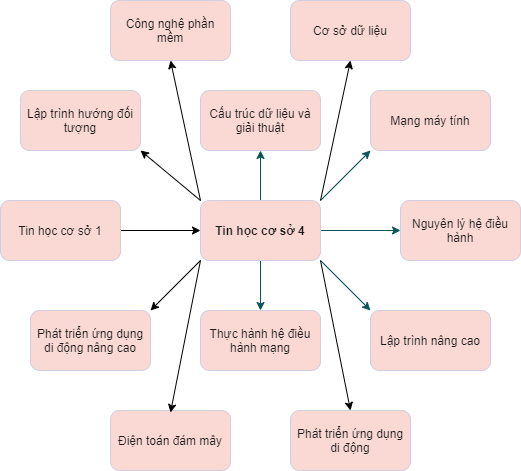 Công nghệ phần
mềm
Cơ sở dữ liệu
Lập trình hướng đối
tượng
Cấu trúc dữ liệu và
giải thuật
Mạng máy tính
Tin học cơ sở 1
Tin học cơ sở 4
Nguyên lý hệ điều
hành
Phát triển ứng dụng
di động nâng cao
Thực hành hệ điều
hành mạng
Lập trình nâng cao
Điện toán đám mây
Phát triển ứng dụng
di động